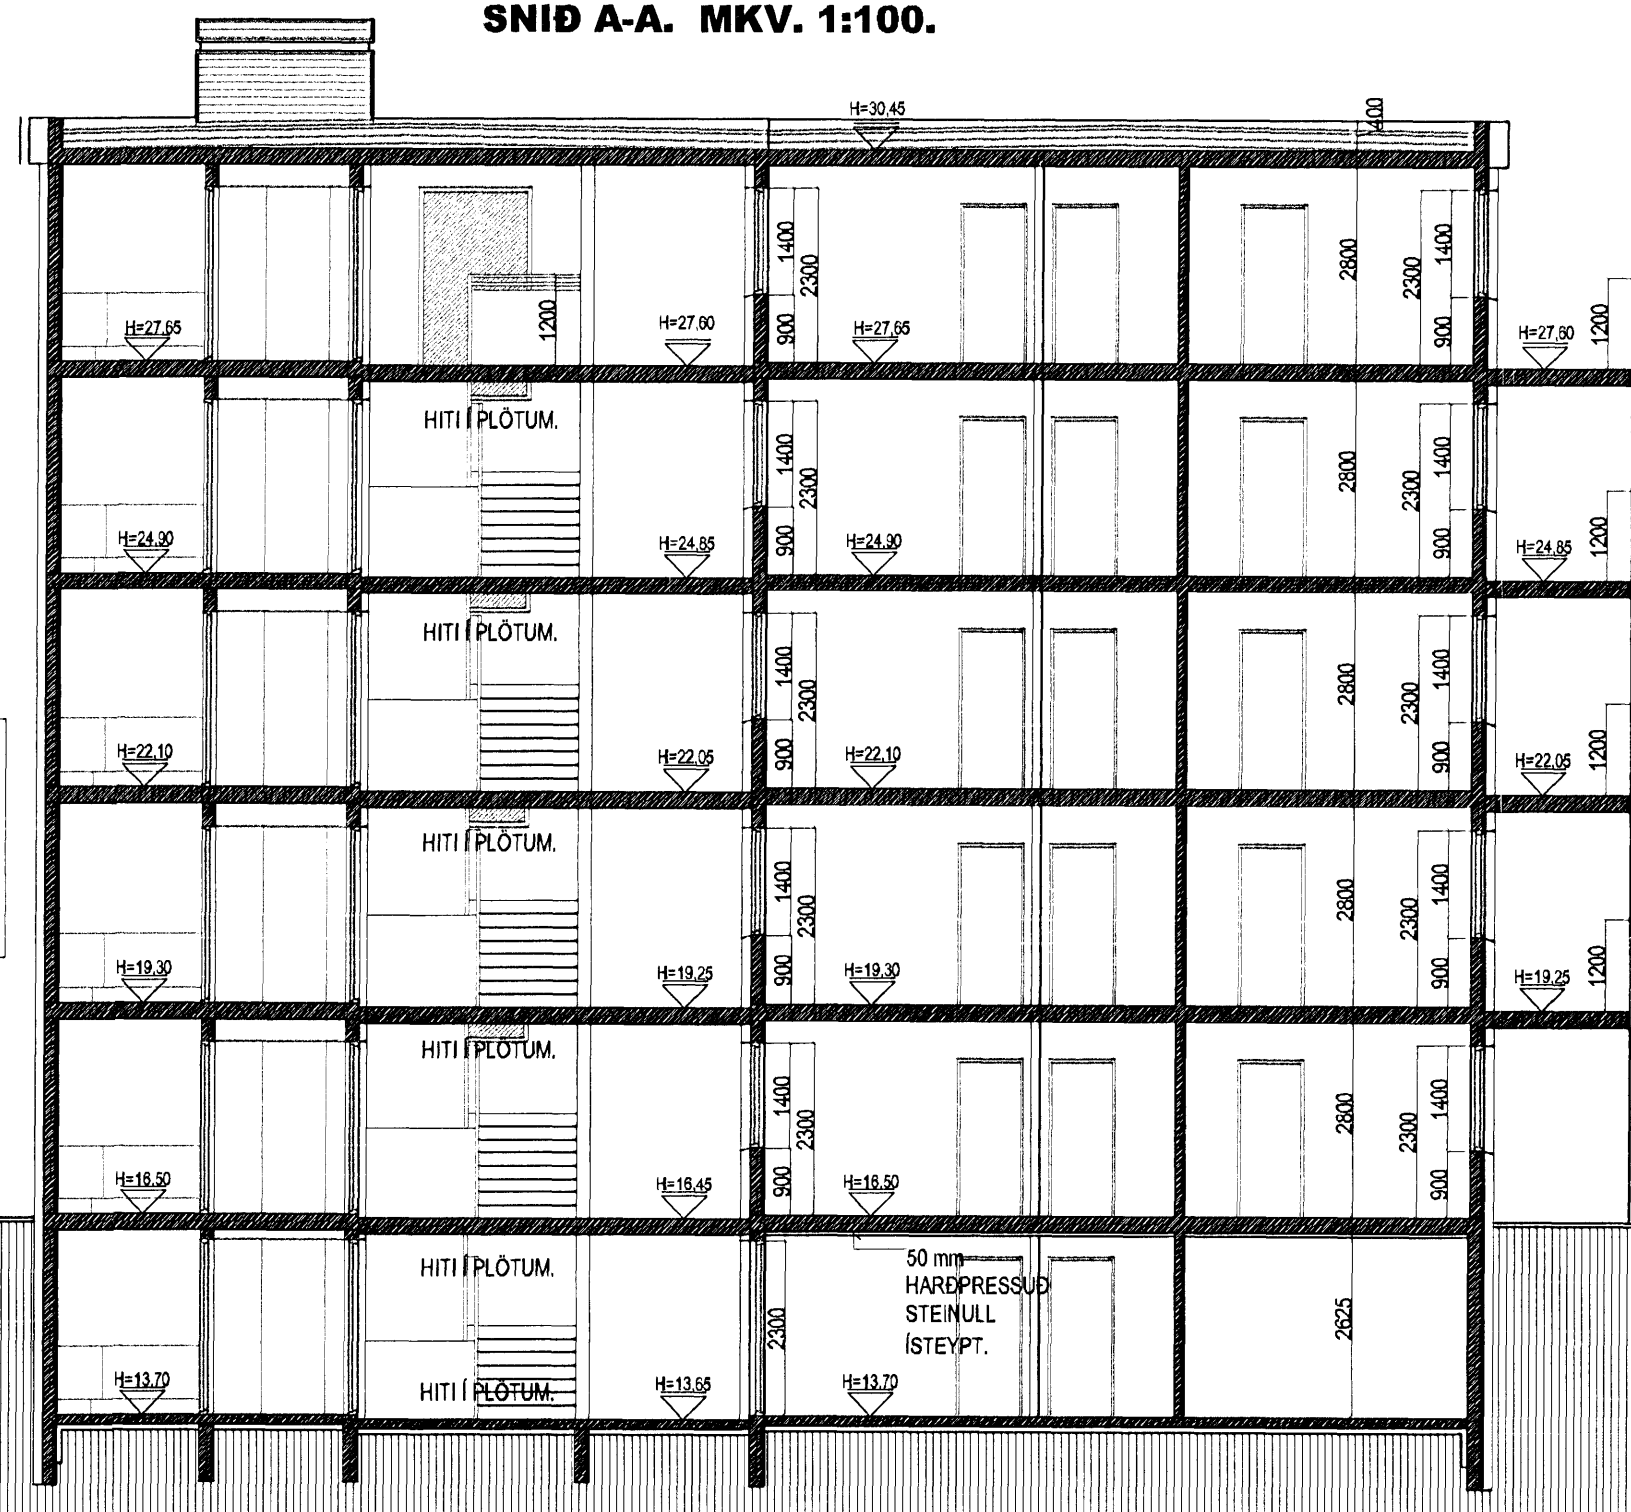 SNIÐ A-A. MKV. 1:100.
H=30,45
400
1400
2300
900
2800
2300
1400
900
1200
1200
H=27,65
H=27,60
H=27,65
H=27,60
HITI Í PLÖTUM.
1400
2300
900
2800
2300
1400
900
1200
H=24,90
H=24,85
H=24,90
H=24,85
HITI Í PLÖTUM.
1400
2300
900
2800
2300
1400
900
1200
H=22,10
H=22,05
H=22,10
H=22,05
HITI Í PLÖTUM.
1400
2300
900
2800
2300
1400
900
1200
H=19,30
H=19,25
H=19,30
H=19,25
HITI Í PLÖTUM.
1400
2300
900
2800
2300
1400
900
H=16,50
H=16,45
H=16,50
HITI Í PLÖTUM.
50 mm
HARÐPRESSUÐ
STEINULL
ÍSTEYPT.
2300
2625
H=13,70
HITI Í PLÖTUM.
H=13,65
H=13,70